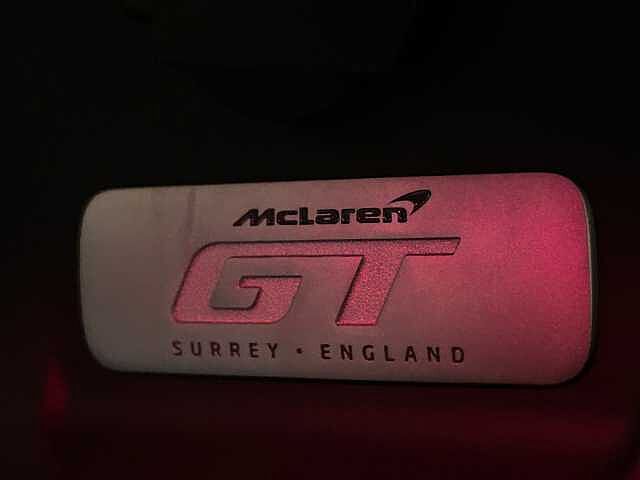 McLaren
GT
SURREY • ENGLAND